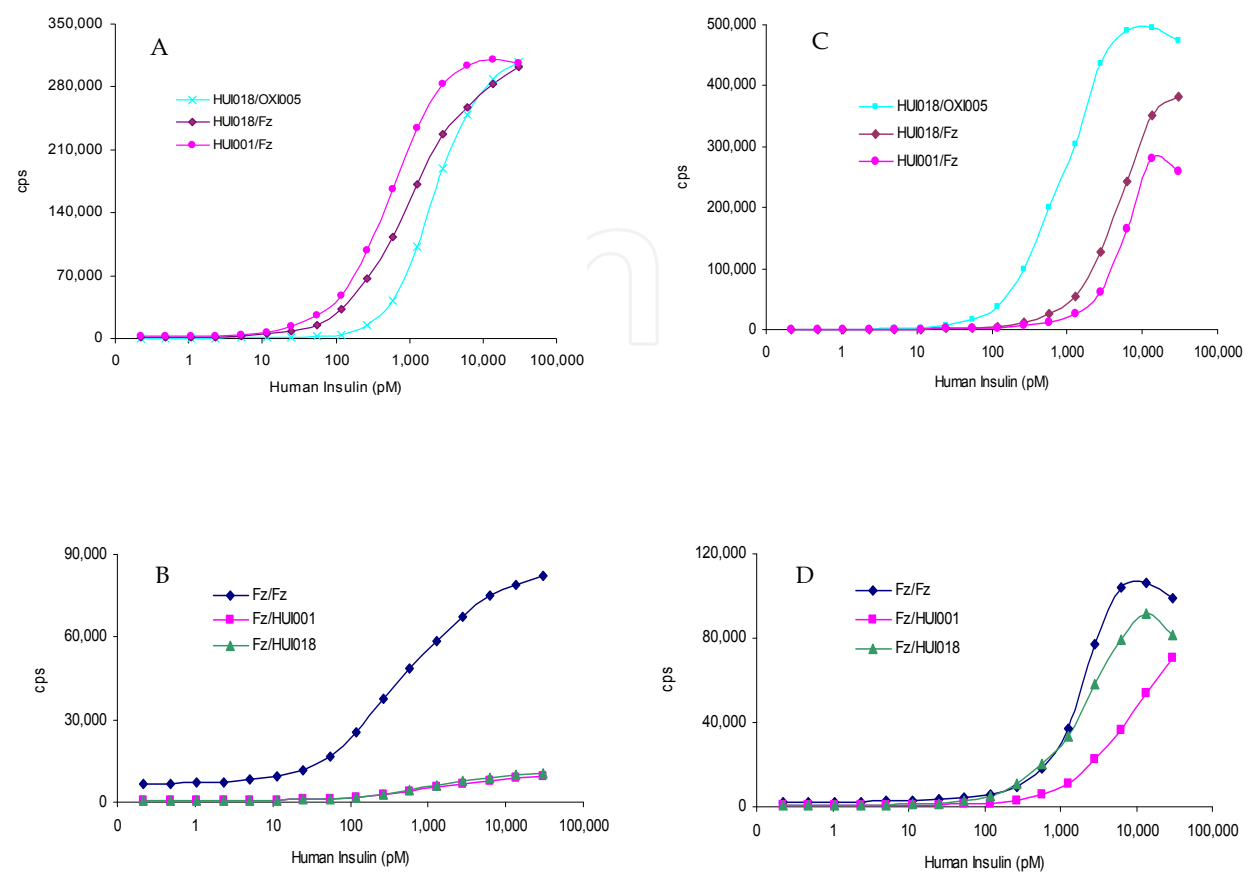 A
350,000
280,000
210,000
140,000
70,000
0
cps
HUI018/OXI005
HUI018/Fz
HUI001/Fz
0 1 10 100 1,000 10,000 100,000
Human Insulin (pM)
C
500,000
400,000
300,000
200,000
100,000
0
cps
HUI018/OXI005
HUI018/Fz
HUI001/Fz
0 1 10 100 1,000 10,000 100,000
Human Insulin (pM)
B
90,000
60,000
30,000
0
cps
Fz/Fz
Fz/HUI001
Fz/HUI018
0 1 10 100 1,000 10,000 100,000
Human Insulin (pM)
D
120,000
80,000
40,000
0
cps
Fz/Fz
Fz/HUI001
Fz/HUI018
0 1 10 100 1,000 10,000 100,000
Human Insulin (pM)